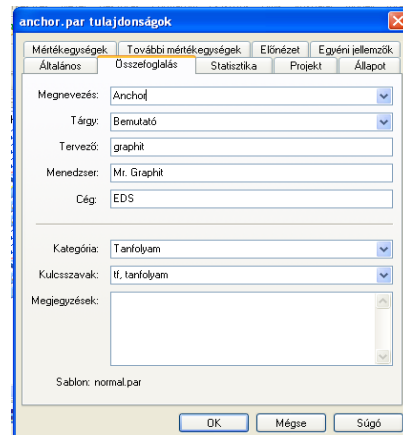 anchor.par tulajdonságok
Mértékegységek További mértékegységek Előnézet Egyéni jellemzők
Általános Összefoglalás Statisztika Projekt Állapot
Megnevezés: Anchor
Tárgy: Bemutató
Tervező: graphit
Menedzser: Mr. Graphit
Cég: EDS
Kategória: Tanfolyam
Kulcsszavak: tf, tanfolyam
Megjegyzések:
Sablon: normal.par
OK Mégse Súgó